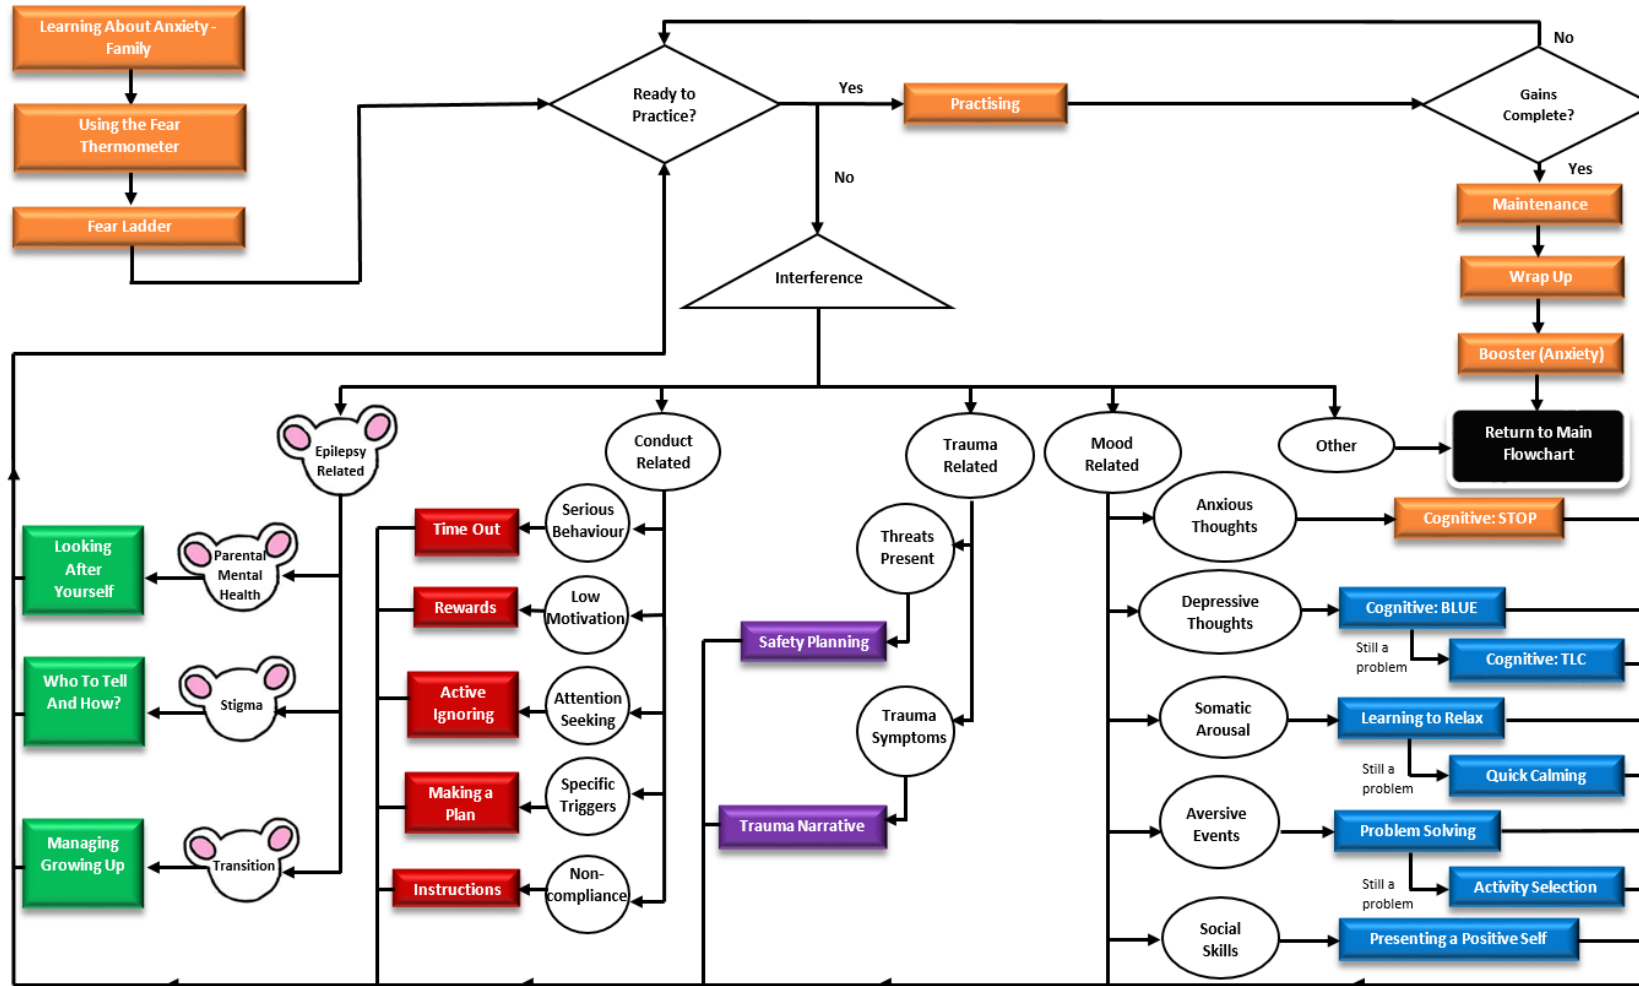 Learning About Anxiety -
Family
Using the Fear
Thermometer
Fear Ladder
Ready to
Practice?
Yes
No
Practising
Gains
Complete?
No
Yes
Maintenance
Wrap Up
Booster (Anxiety)
Return to Main
Flowchart
Interference
Epilepsy
Related
Conduct
Related
Trauma
Related
Mood
Related
Other
Looking
After
Yourself
Parental
Mental
Health
Who To Tell
And How?
Stigma
Managing
Growing Up
Transition
Time Out
Serious
Behaviour
Rewards
Low
Motivation
Active
Ignoring
Attention
Seeking
Making a
Plan
Specific
Triggers
Instructions
Non-
compliance
Threats
Present
Safety Planning
Trauma
Symptoms
Trauma Narrative
Anxious
Thoughts
Cognitive: STOP
Depressive
Thoughts
Cognitive: BLUE
Still a
problem
Cognitive: TLC
Somatic
Arousal
Learning to Relax
Still a
problem
Quick Calming
Aversive
Events
Problem Solving
Still a
problem
Activity Selection
Social
Skills
Presenting a Positive Self